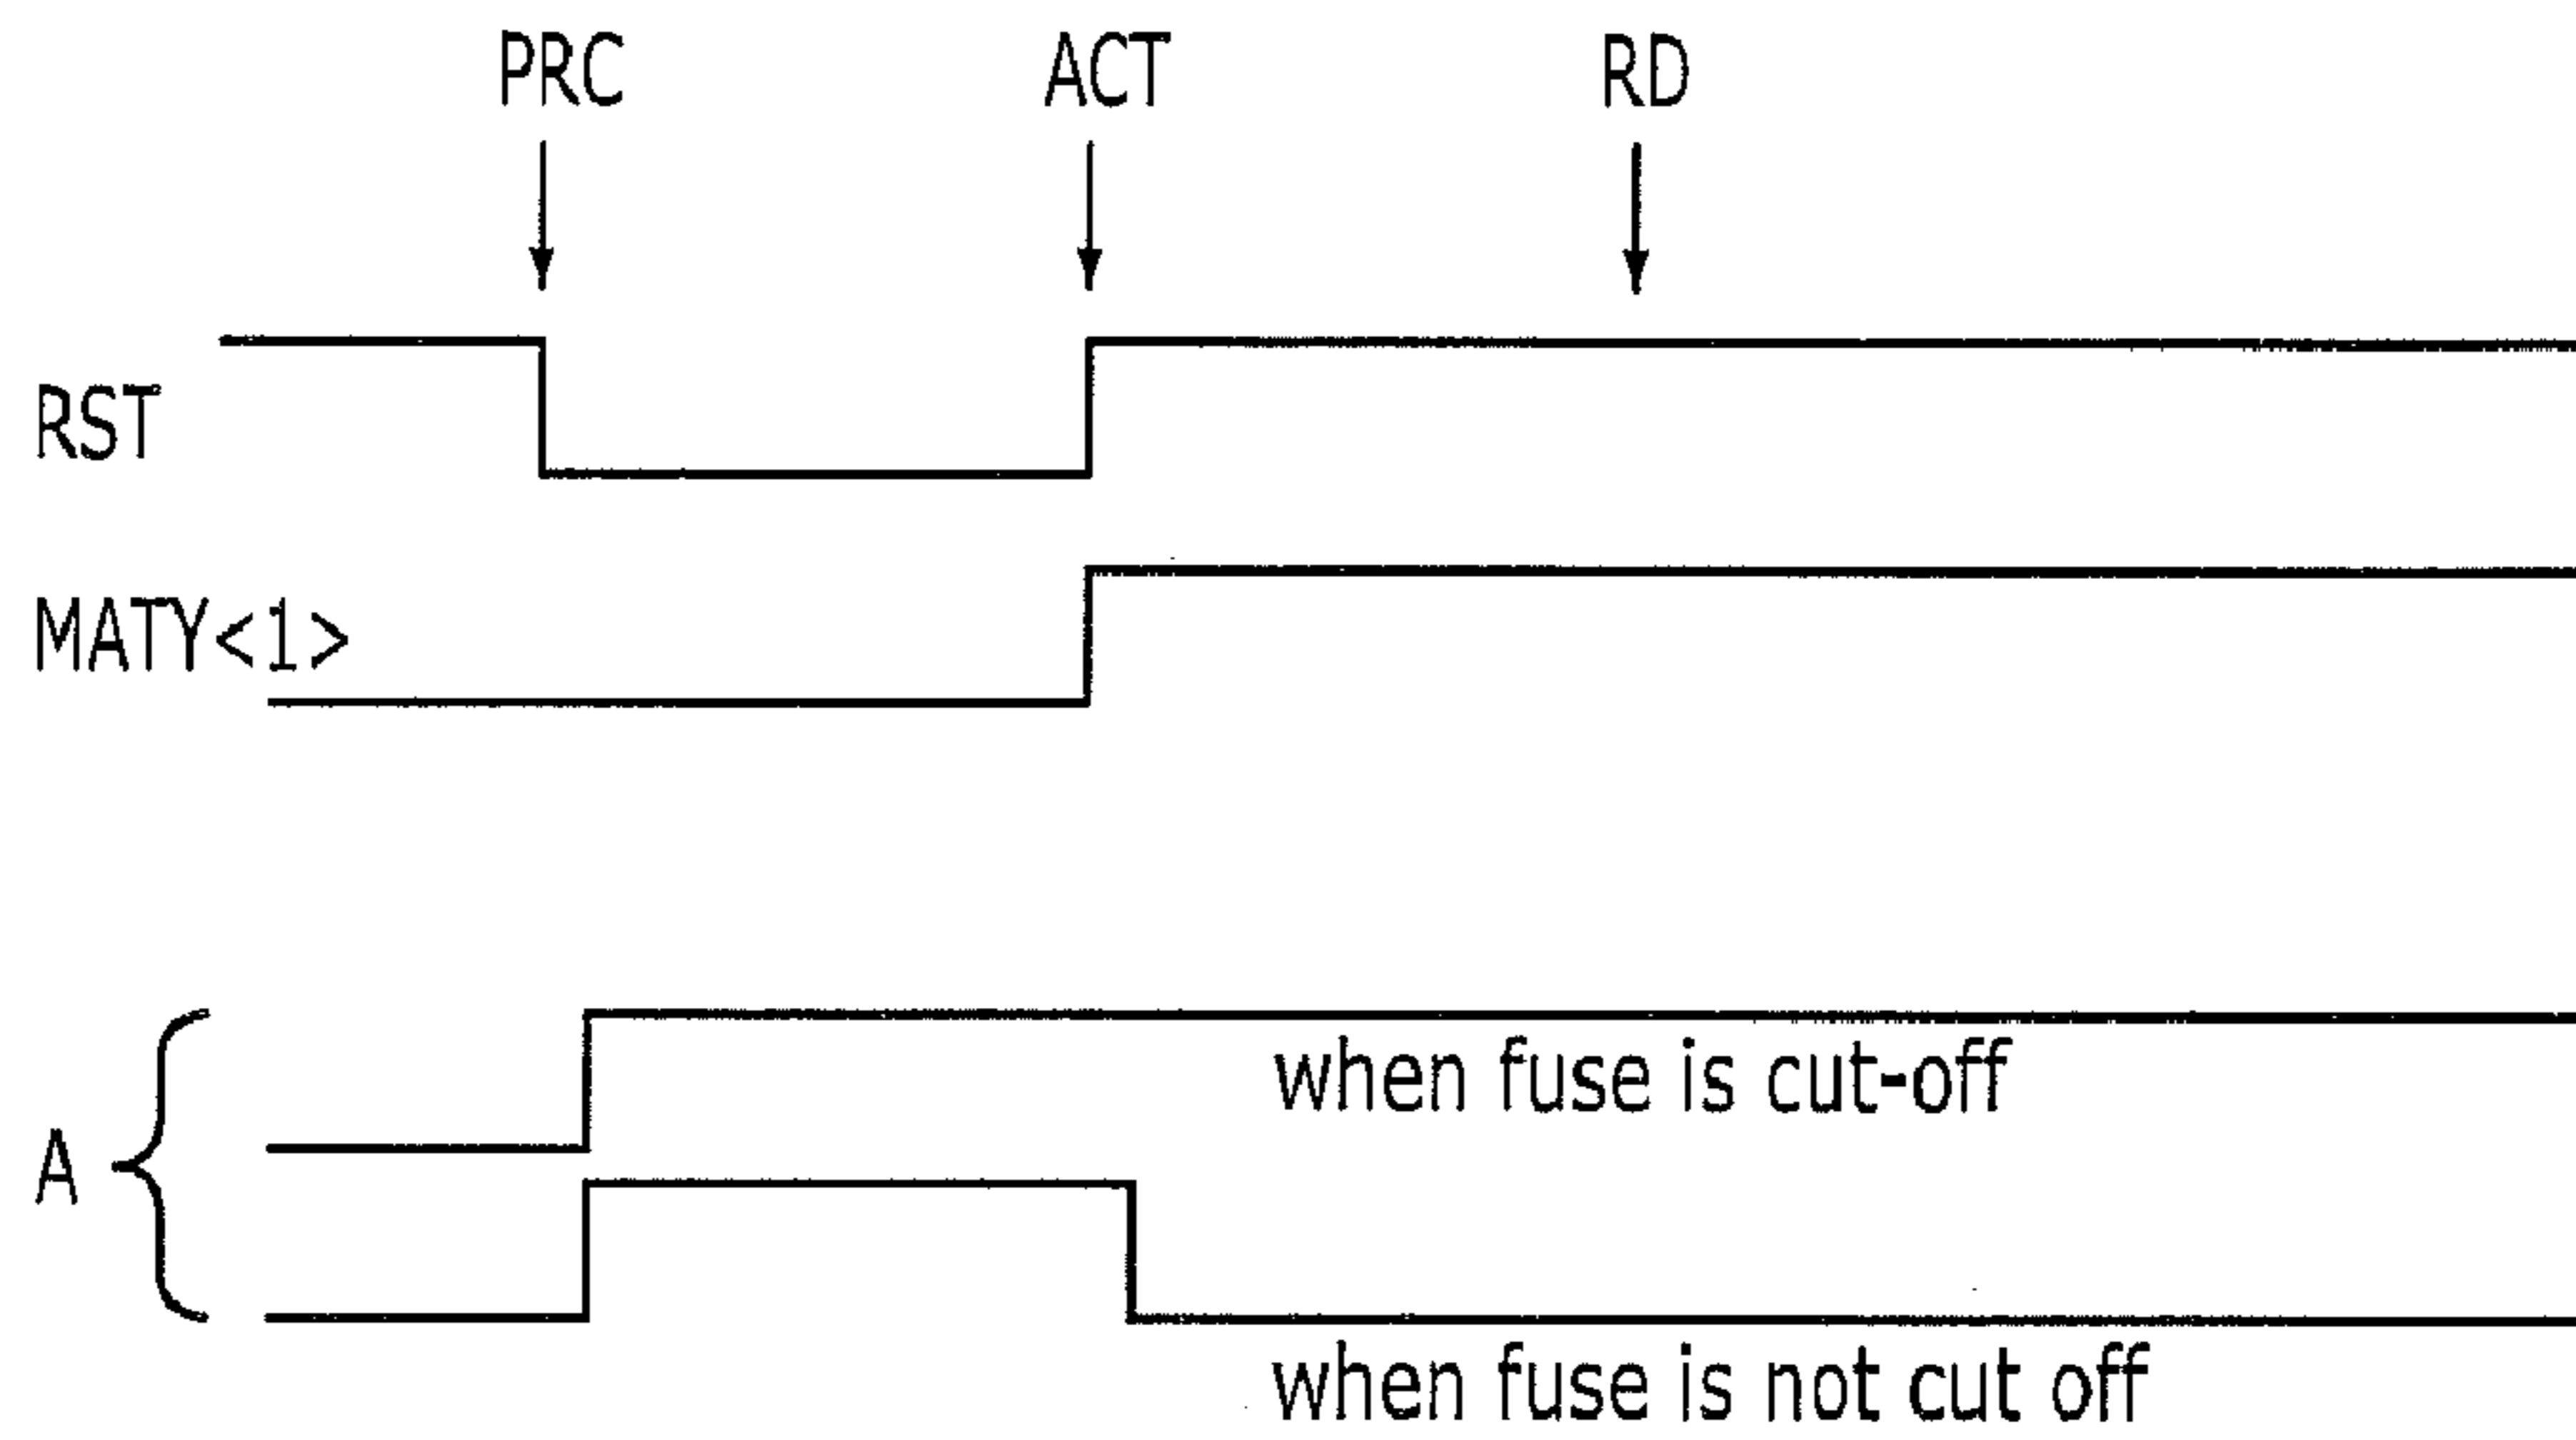 PRC ACT RD
RST
MATY<1>
when fuse is cut-off
A
when fuse is not cut off